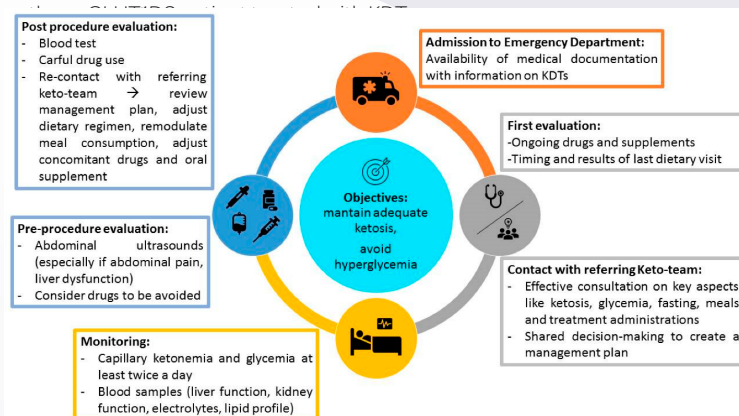 Post procedure evaluation:
- Blood test
- Carful drug use
- Re-contact with referring
keto-team → review
management plan, adjust
dietary regimen, remodulate
meal consumption, adjust
concomitant drugs and oral
supplement
Admission to Emergency Department:
Availability of medical documentation
with information on KDTs
First evaluation:
-Ongoing drugs and supplements
-Timing and results of last dietary visit
Objectives:
mantain adequate
ketosis,
avoid
hyperglycemia
Pre-procedure evaluation:
- Abdominal ultrasounds
(especially if abdominal pain,
liver dysfunction)
- Consider drugs to be avoided
Contact with referring Keto-team:
- Effective consultation on key aspects
like ketosis, glycemia, fasting, meals
and treatment administrations
- Shared decision-making to create a
management plan
Monitoring:
- Capillary ketonemia and glycemia at
least twice a day
- Blood samples (liver function, kidney
function, electrolytes, lipid profile)